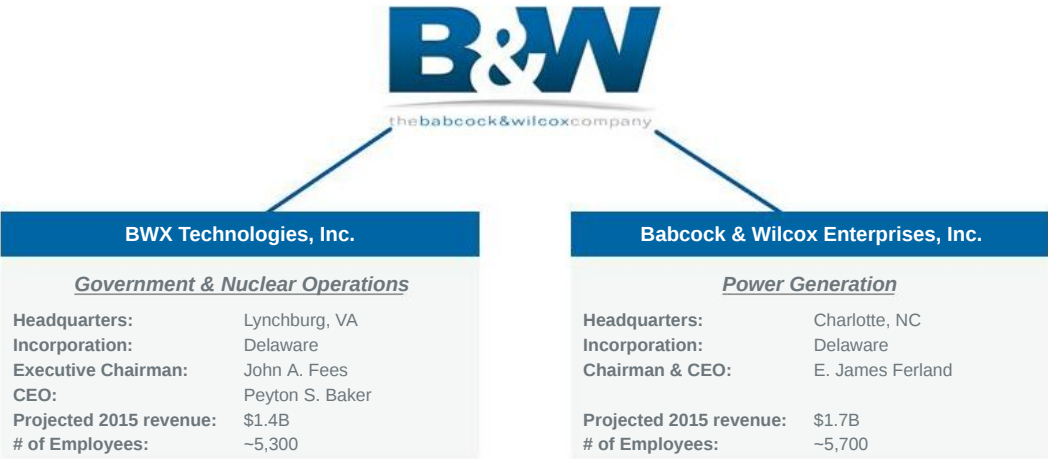 B&W
thebabcock&wilcoxcompany
BWX Technologies, Inc.
Government & Nuclear Operations
Headquarters: Lynchburg, VA
Incorporation: Delaware
Executive Chairman: John A. Fees
CEO: Peyton S. Baker
Projected 2015 revenue: $1.4B
# of Employees: ~5,300
Babcock & Wilcox Enterprises, Inc.
Power Generation
Headquarters: Charlotte, NC
Incorporation: Delaware
Chairman & CEO: E. James Ferland
Projected 2015 revenue: $1.7B
# of Employees: ~5,700